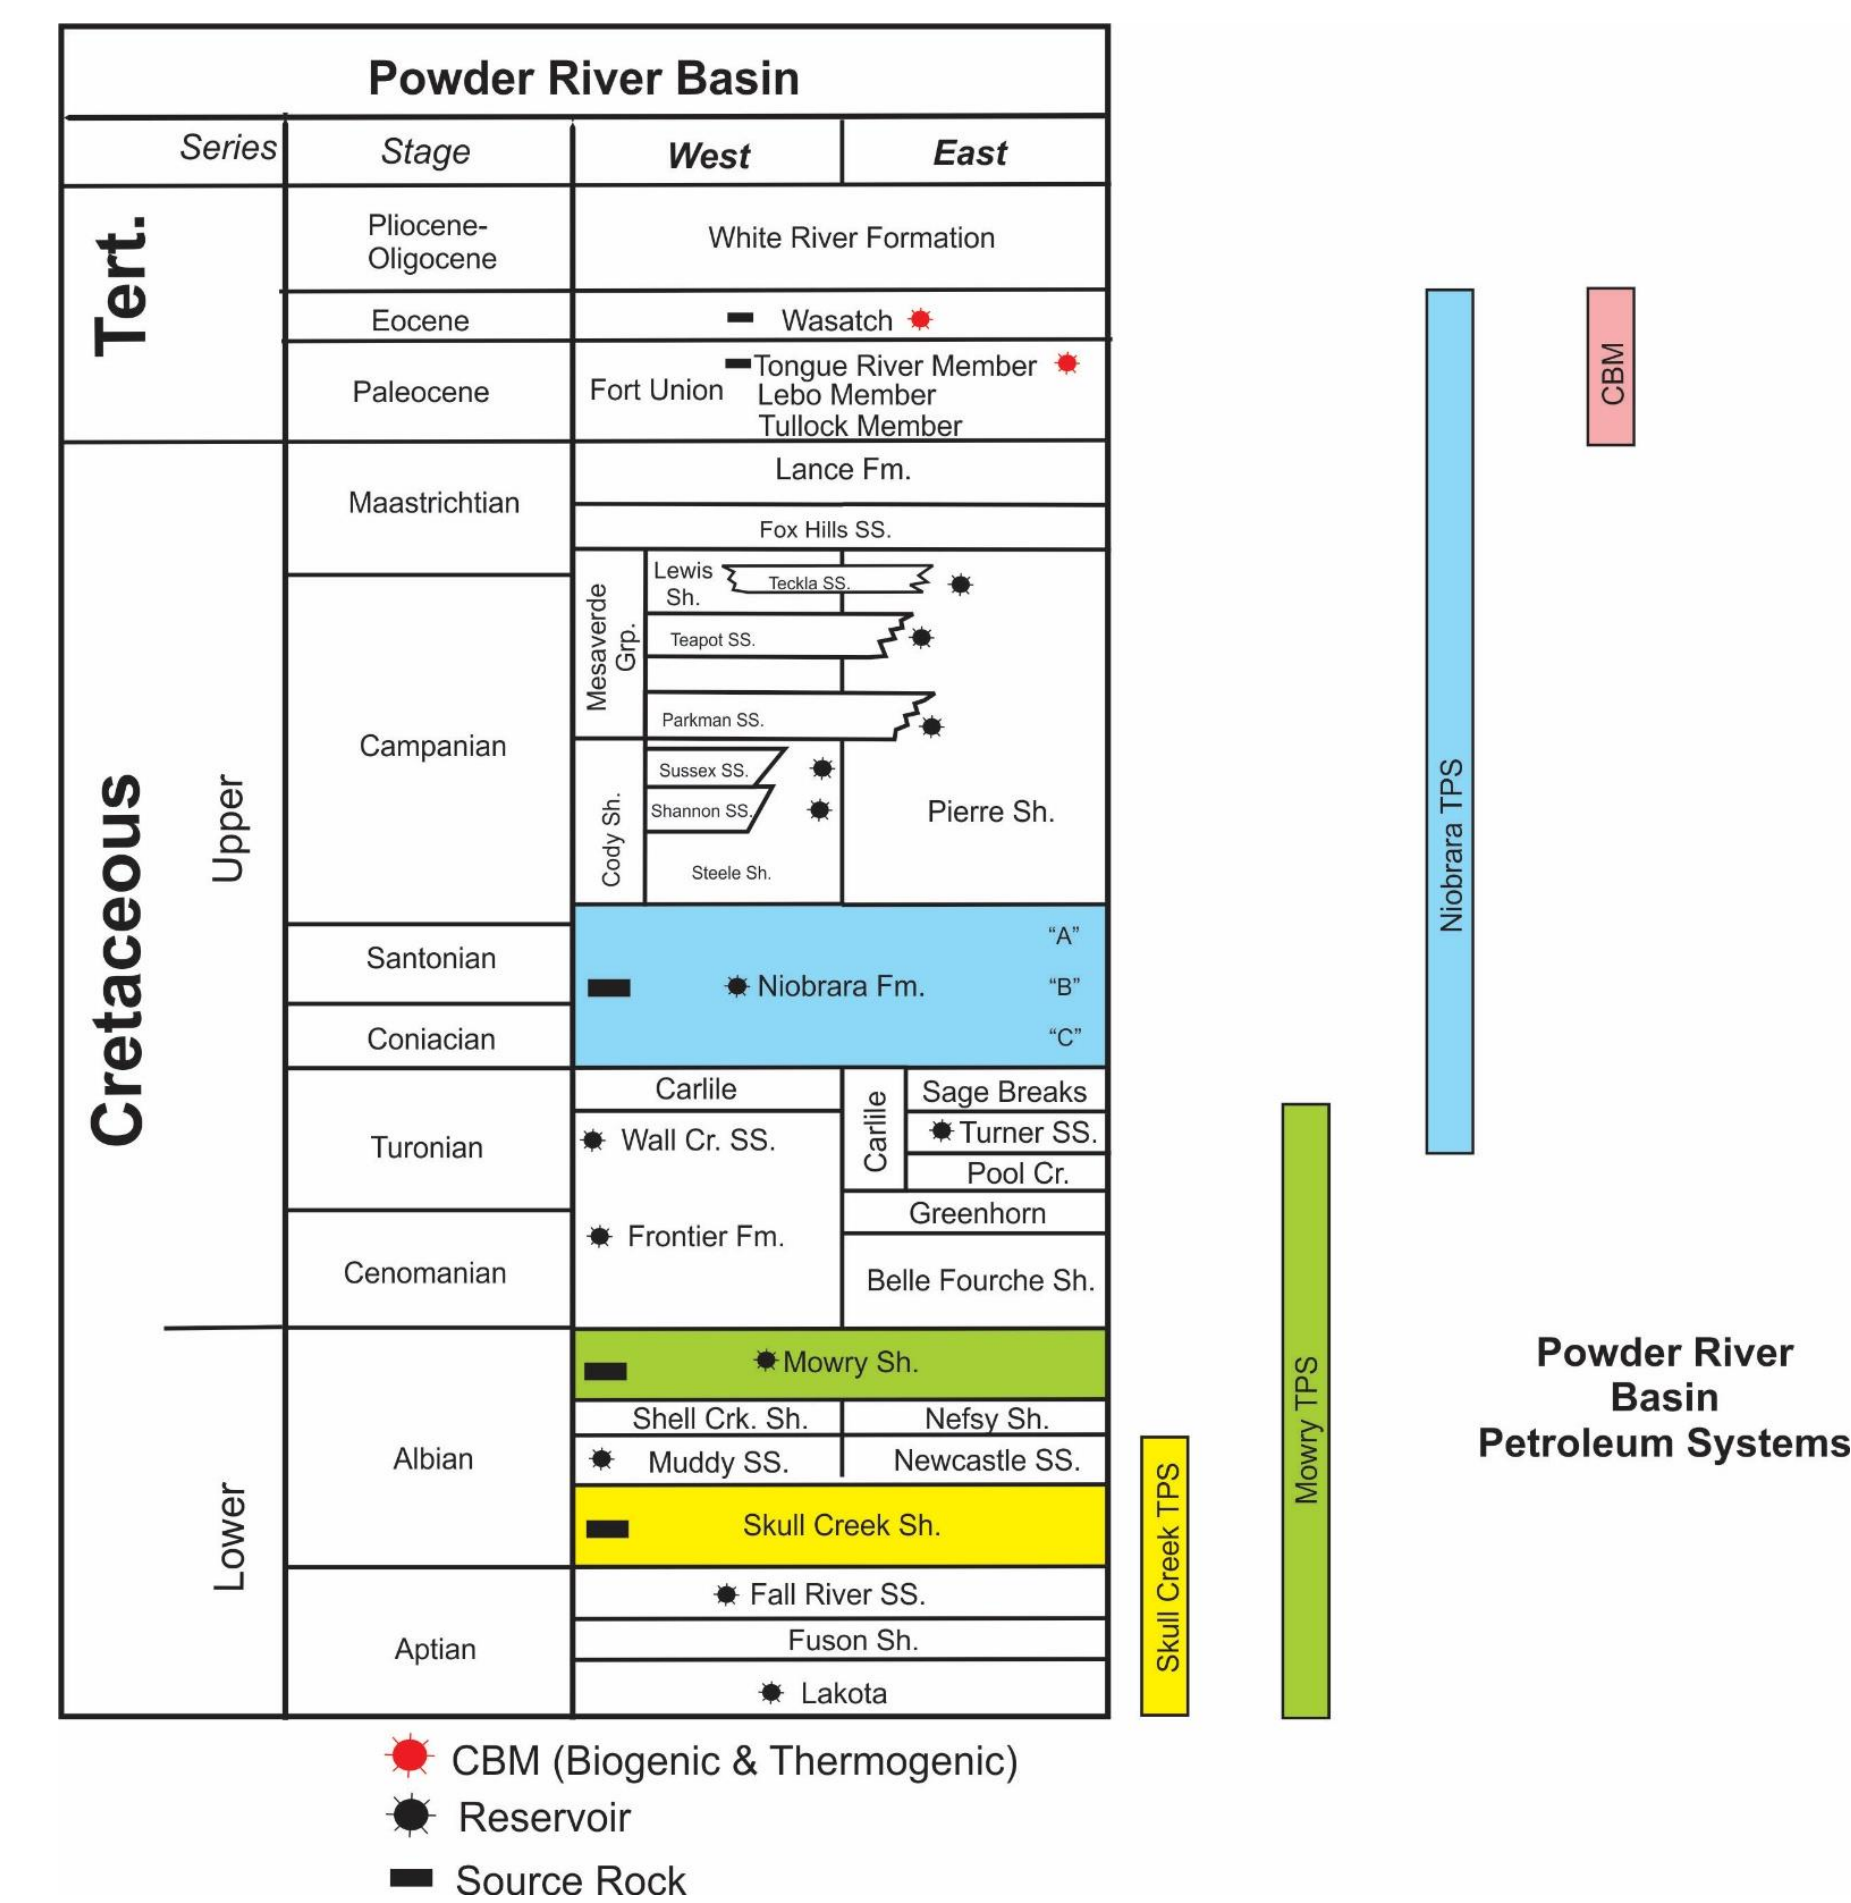 Powder River Basin
Series
Stage
West
East
Tert.
Pliocene-
Oligocene
White River Formation
Eocene
Wasatch
Paleocene
Fort Union
Tongue River Member
Lebo Member
Tullock Member
Cretaceous
Upper
Maastrichtian
Lance Fm.
Fox Hills SS.
Campanian
Mesaverde
Grp.
Lewis
Sh.
Teckla SS.
Teapot SS.
Parkman SS.
Cody Sh.
Sussex SS.
Shannon SS.
Steele Sh.
Pierre Sh.
Santonian
Coniacian
Niobrara Fm.
“A”
“B”
“C”
Turonian
Carlile
Wall Cr. SS.
Carlile
Sage Breaks
Turner SS.
Pool Cr.
Greenhorn
Cenomanian
Frontier Fm.
Belle Fourche Sh.
Lower
Albian
Mowry Sh.
Shell Crk. Sh.
Nefsy Sh.
Muddy SS.
Newcastle SS.
Skull Creek Sh.
Aptian
Fall River SS.
Fuson Sh.
Lakota
Skull Creek TPS
Mowry TPS
Niobrara TPS
CBM
Powder River
Basin
Petroleum Systems
CBM (Biogenic & Thermogenic)
Reservoir
Source Rock